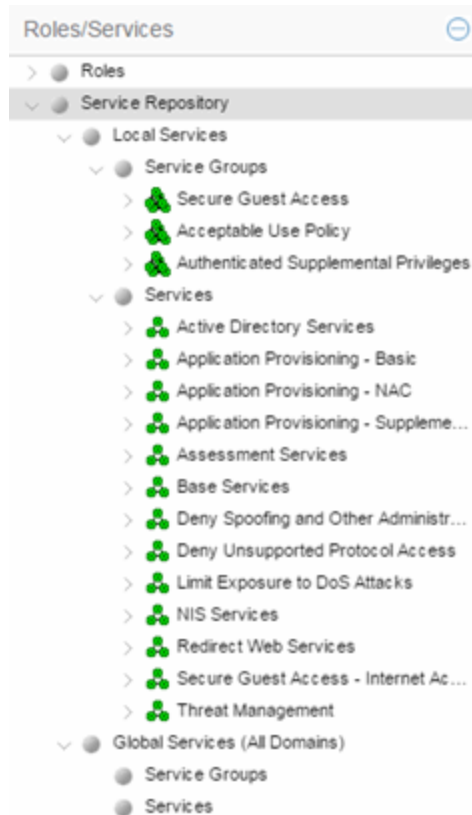 Roles/Services
Roles
Service Repository
Local Services
Service Groups
Secure Guest Access
Acceptable Use Policy
Authenticated Supplemental Privileges
Services
Active Directory Services
Application Provisioning - Basic
Application Provisioning - NAC
Application Provisioning - Suppleme...
Assessment Services
Base Services
Deny Spoofing and Other Administr...
Deny Unsupported Protocol Access
Limit Exposure to DoS Attacks
NIS Services
Redirect Web Services
Secure Guest Access - Internet Ac...
Threat Management
Global Services (All Domains)
Service Groups
Services